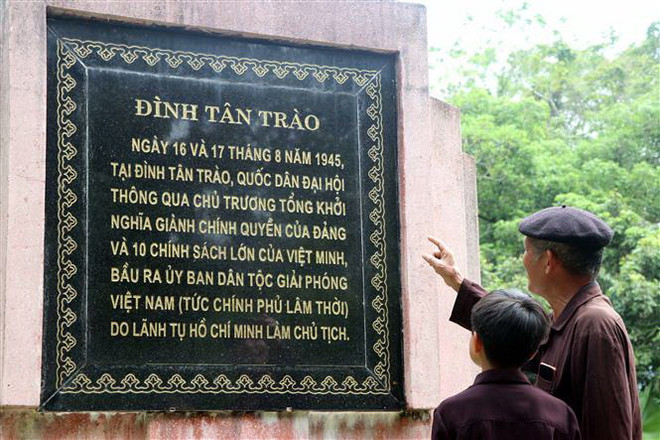 ĐÌNH TÂN TRÀO
NGÀY 16 VÀ 17 THÁNG 8 NĂM 1945,
TẠI ĐÌNH TÂN TRÀO, QUỐC DÂN ĐẠI HỘI
THÔNG QUA CHỦ TRƯƠNG TỔNG KHỞI
NGHĨA GIÀNH CHÍNH QUYỀN CỦA ĐẢNG
VÀ 10 CHÍNH SÁCH LỚN CỦA VIỆT MINH,
BẦU RA ỦY BAN DÂN TỘC GIẢI PHÓNG
VIỆT NAM (TỨC CHÍNH PHỦ LÂM THỜI)
DO LÃNH TỤ HỒ CHÍ MINH LÀM CHỦ TỊCH.